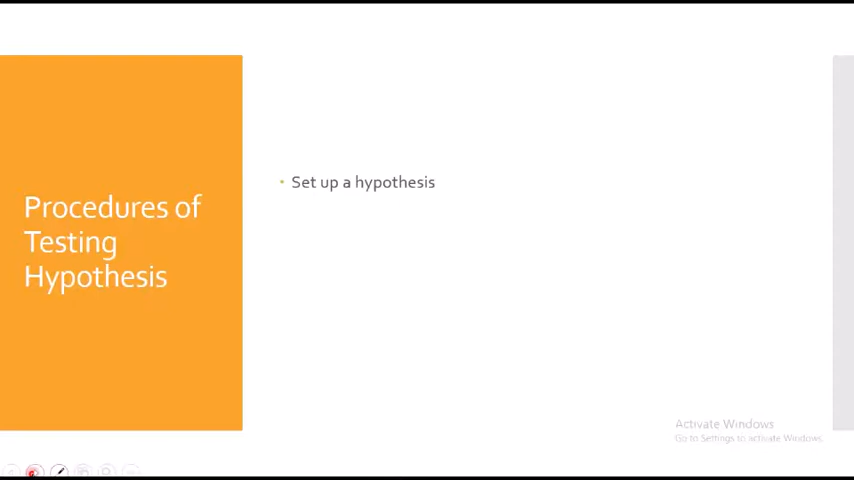 Procedures of
Testing
Hypothesis
• Set up a hypothesis
Activate Windows
Go to Settings to activate Windows.